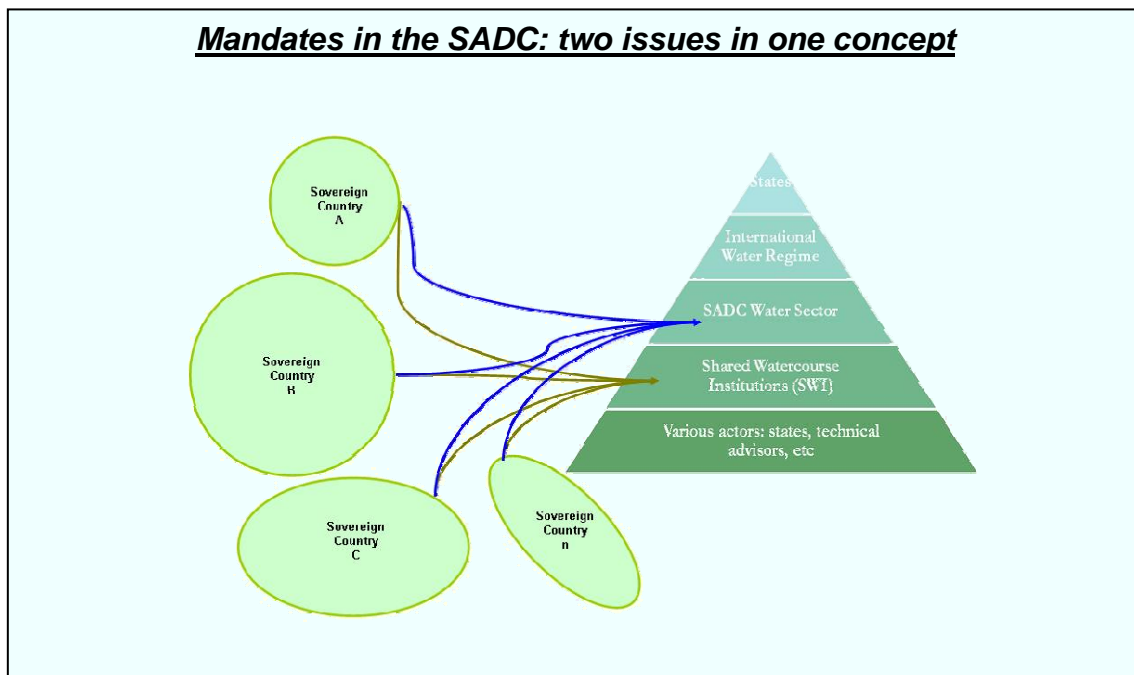 Mandates in the SADC: two issues in one concept
Sovereign
Country
A
Sovereign
Country
B
Sovereign
Country
C
Sovereign
Country
n
States
International
Water Regime
SADC Water Sector
Shared Watercourse
Institutions (SWI)
Various actors: states, technical
advisors, etc